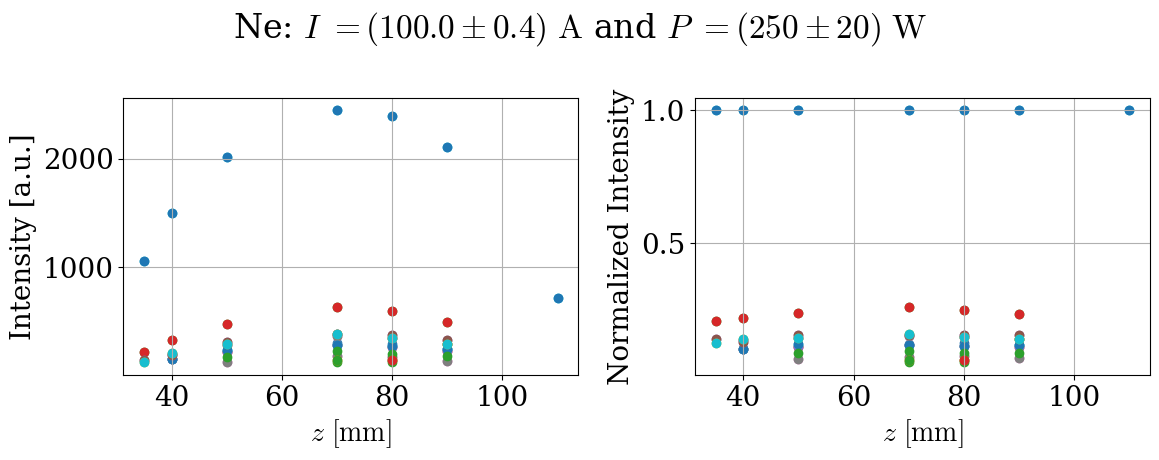 Ne: I = (100.0 ± 0.4) A and P = (250 ± 20) W
Intensity [a.u.]
2000
1000
40 60 80 100
z [mm]
Normalized Intensity
1.0
0.5
40 60 80 100
z [mm]